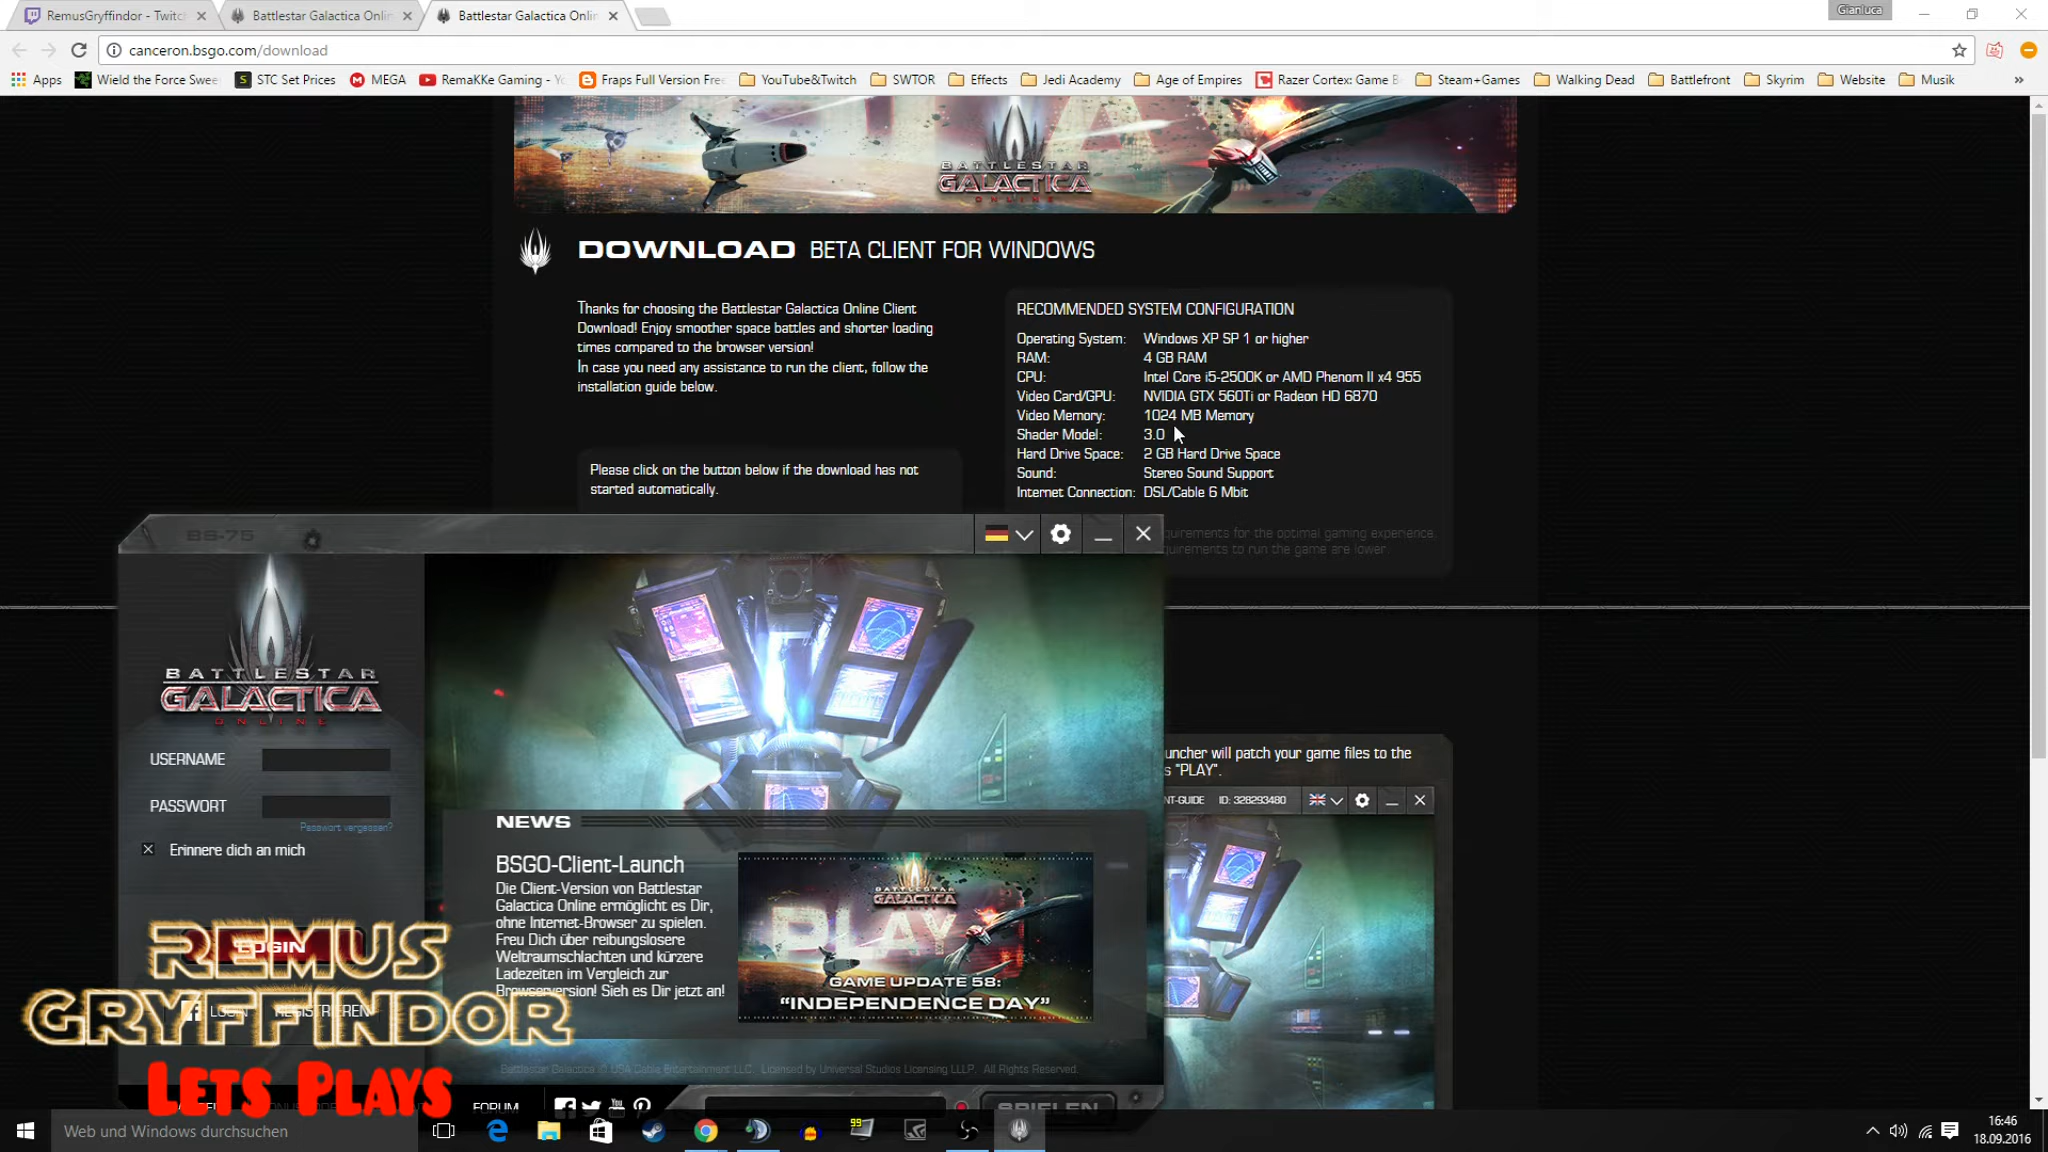 RemusGryffindor - Twitc
Battlestar Galactica Onlin
Battlestar Galactica Onlin
Gianluca
canceron.bsgo.com/download
Apps
Wield the Force Swee
STC Set Prices
MEGA
RemaKKe Gaming - Yo
Fraps Full Version Free
YouTube&Twitch
SWTOR
Effects
Jedi Academy
Age of Empires
Razer Cortex: Game B
Steam+Games
Walking Dead
Battlefront
Skyrim
Website
Musik
BATTLESTAR
GALACTICA
ONLINE
DOWNLOAD BETA CLIENT FOR WINDOWS
Thanks for choosing the Battlestar Galactica Online Client
Download! Enjoy smoother space battles and shorter loading
times compared to the browser version!
In case you need any assistance to run the client, follow the
installation guide below.
Please click on the button below if the download has not
started automatically.
RECOMMENDED SYSTEM CONFIGURATION
Operating System: Windows XP SP 1 or higher
RAM: 4 GB RAM
CPU: Intel Core i5-2500K or AMD Phenom II x4 955
Video Card/GPU: NVIDIA GTX 560Ti or Radeon HD 6870
Video Memory: 1024 MB Memory
Shader Model: 3.0
Hard Drive Space: 2 GB Hard Drive Space
Sound: Stereo Sound Support
Internet Connection: DSL/Cable 6 Mbit
quirements for the optimal gaming experience.
quirements to run the game are lower.
BS-75
BATTLESTAR
GALACTICA
ONLINE
USERNAME
PASSWORT
Passwort vergessen?
Erinnere dich an mich
LOGIN
LOGIN
REGISTRIEREN
REMUS
GRYFFINDOR
LETS PLAYS
NEWS
BSGO-Client-Launch
Die Client-Version von Battlestar
Galactica Online ermöglicht es Dir,
ohne Internet-Browser zu spielen.
Freu Dich über reibungslosere
Weltraumschlachten und kürzere
Ladezeiten im Vergleich zur
Browserversion! Sieh es Dir jetzt an!
BATTLESTAR
GALACTICA
PLAY
GAME UPDATE 58:
“INDEPENDENCE DAY”
Battlestar Galactica © USA Cable Entertainment LLC. Licensed by Universal Studios Licensing LLLP. All Rights Reserved.
FORUM
SPIELEN
uncher will patch your game files to the
s "PLAY".
NT-GUIDE ID: 328293480
Web und Windows durchsuchen
99
16:46
18.09.2016